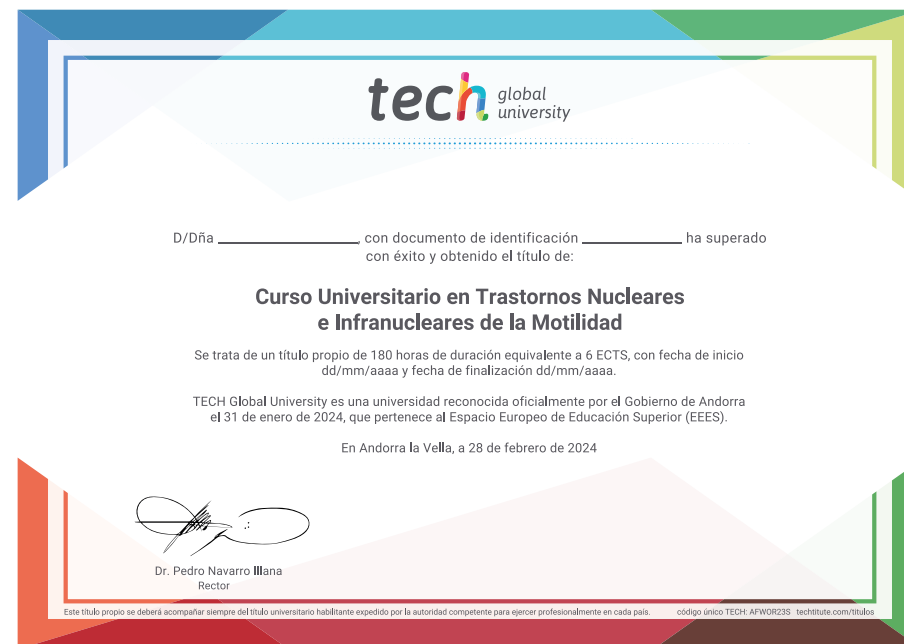 tech global university
D/Dña ____________________, con documento de identificación ______________ ha superado
con éxito y obtenido el título de:
Curso Universitario en Trastornos Nucleares
e Infranucleares de la Motilidad
Se trata de un título propio de 180 horas de duración equivalente a 6 ECTS, con fecha de inicio
dd/mm/aaaa y fecha de finalización dd/mm/aaaa.
TECH Global University es una universidad reconocida oficialmente por el Gobierno de Andorra
el 31 de enero de 2024, que pertenece al Espacio Europeo de Educación Superior (EEES).
En Andorra la Vella, a 28 de febrero de 2024
Dr. Pedro Navarro Illana
Rector
Este título propio se deberá acompañar siempre del título universitario habilitante expedido por la autoridad competente para ejercer profesionalmente en cada país. código único TECH: AFWOR23S techtitute.com/titulos